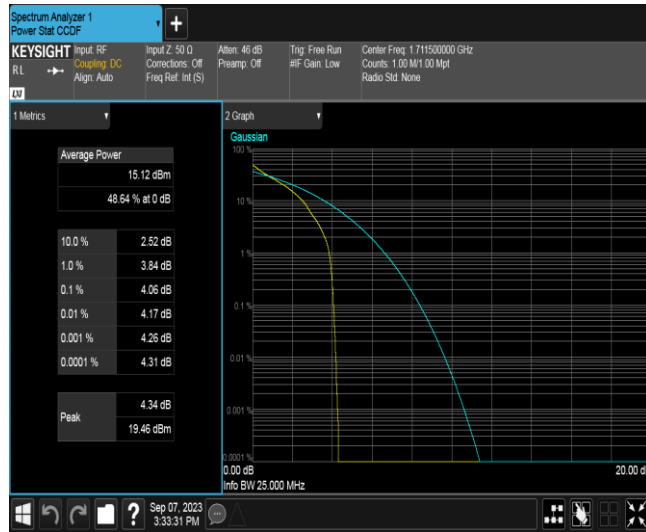 Spectrum Analyzer 1
Power Stat CCDF
+
KEYSIGHT
Input: RF
Coupling: DC
Align: Auto
Input Z: 50 Ω
Corrections: Off
Freq Ref: Int (S)
Atten: 46 dB
Preamp: Off
Trig: Free Run
#IF Gain: Low
Center Freq: 1.711500000 GHz
Counts: 1.00 M/1.00 Mpt
Radio Std: None
R L
LXI
1 Metrics
Average Power
15.12 dBm
48.64 % at 0 dB
10.0 % 2.52 dB
1.0 % 3.84 dB
0.1 % 4.06 dB
0.01 % 4.17 dB
0.001 % 4.26 dB
0.0001 % 4.31 dB
Peak
4.34 dB
19.46 dBm
2 Graph
Gaussian
100 %
10 %
1 %
0.1 %
0.01 %
0.001 %
0.0001 %
0.00 dB
20.00 d
Info BW 25.000 MHz
?
Sep 07, 2023
3:33:31 PM